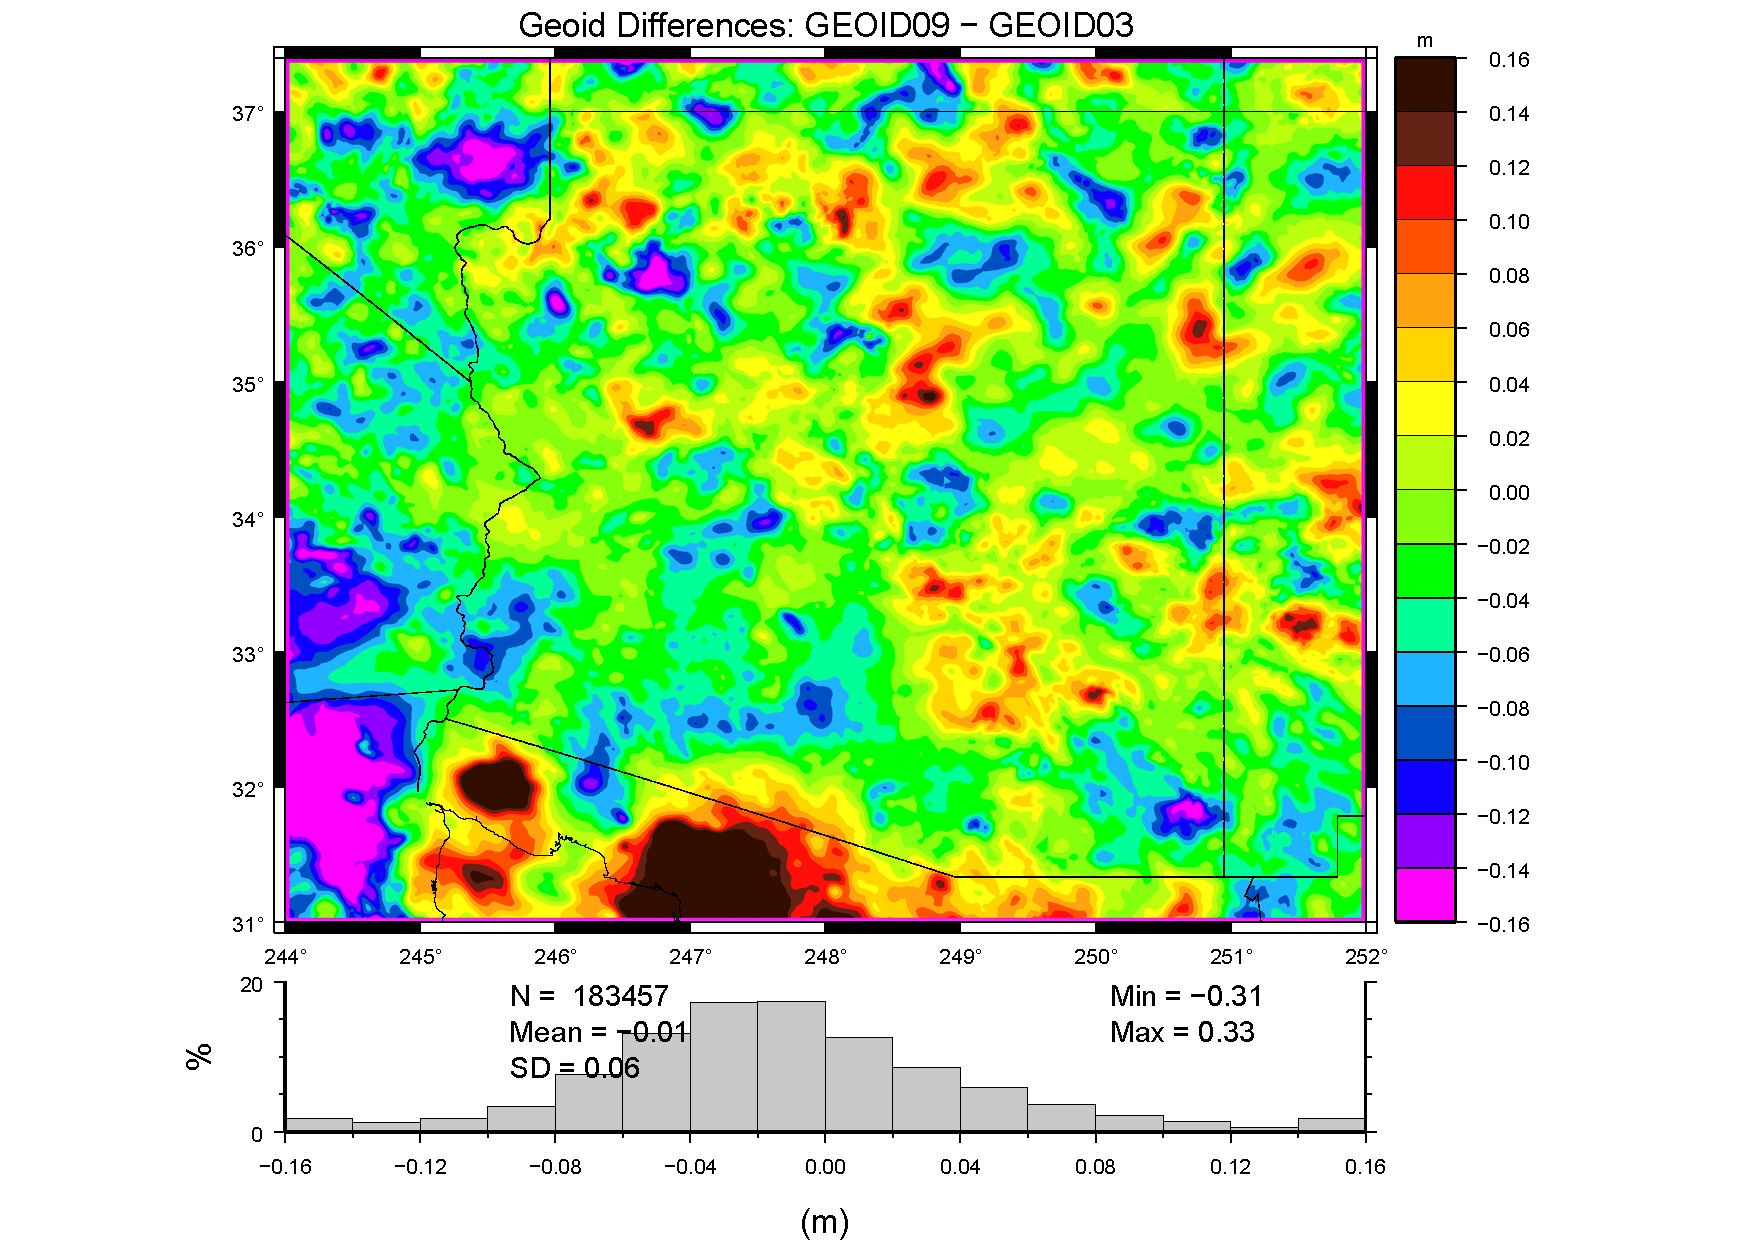 Geoid Differences: GEOID09 − GEOID03
m
0.16
0.14
0.12
0.10
0.08
0.06
0.04
0.02
0.00
−0.02
−0.04
−0.06
−0.08
−0.10
−0.12
−0.14
−0.16
37°
36°
35°
34°
33°
32°
31°
244° 245° 246° 247° 248° 249° 250° 251° 252°
20
0
%
N = 183457
Mean = −0.01
SD = 0.06
Min = −0.31
Max = 0.33
−0.16 −0.12 −0.08 −0.04 0.00 0.04 0.08 0.12 0.16
(m)